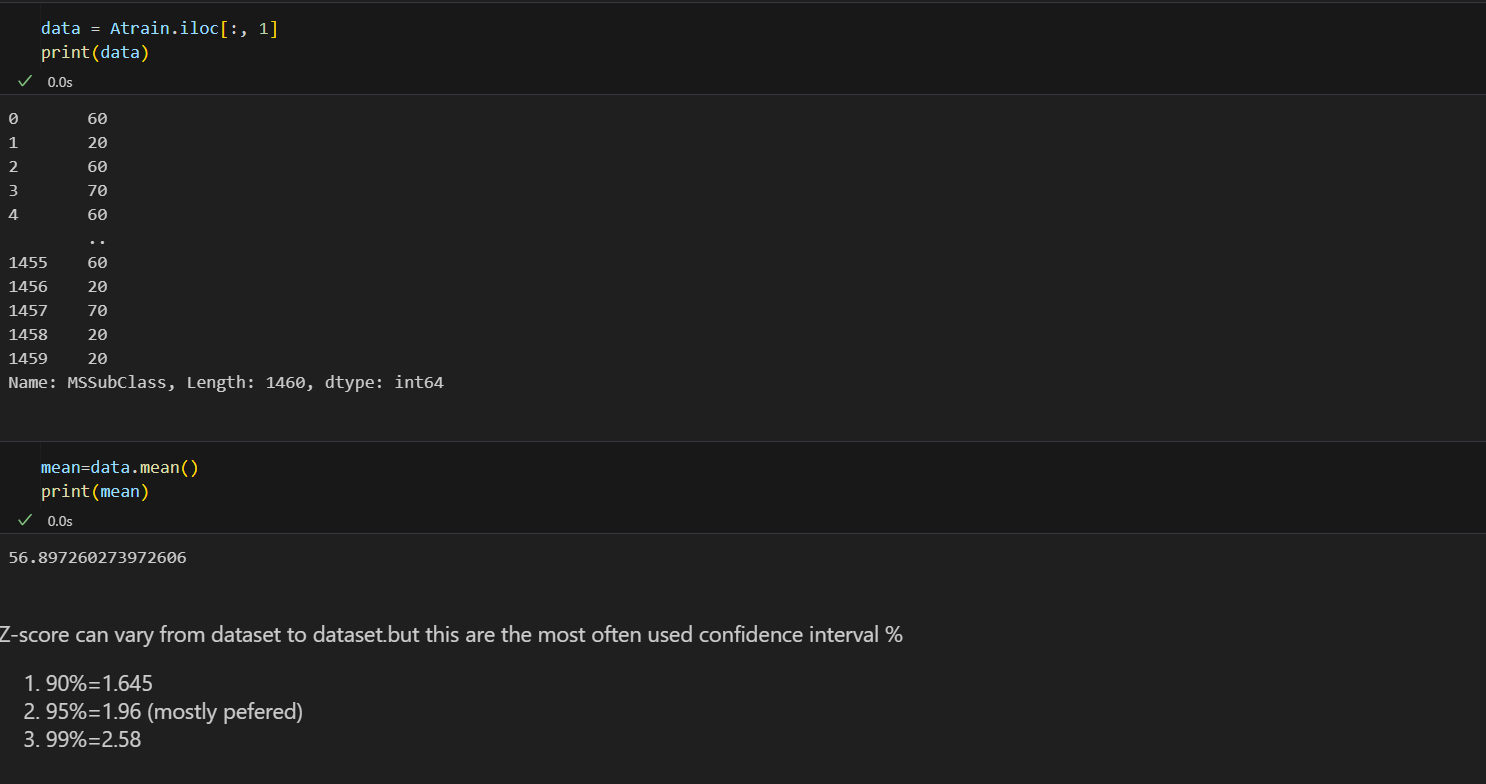 data = Atrain.iloc[:, 1]
print(data)
0.0s
0       60
1       20
2       60
3       70
4       60
        ..
1455    60
1456    20
1457    70
1458    20
1459    20
Name: MSSubClass, Length: 1460, dtype: int64
mean=data.mean()
print(mean)
0.0s
56.897260273972606
Z-score can vary from dataset to dataset.but this are the most often used confidence interval %
1. 90%=1.645
2. 95%=1.96 (mostly pefered)
3. 99%=2.58